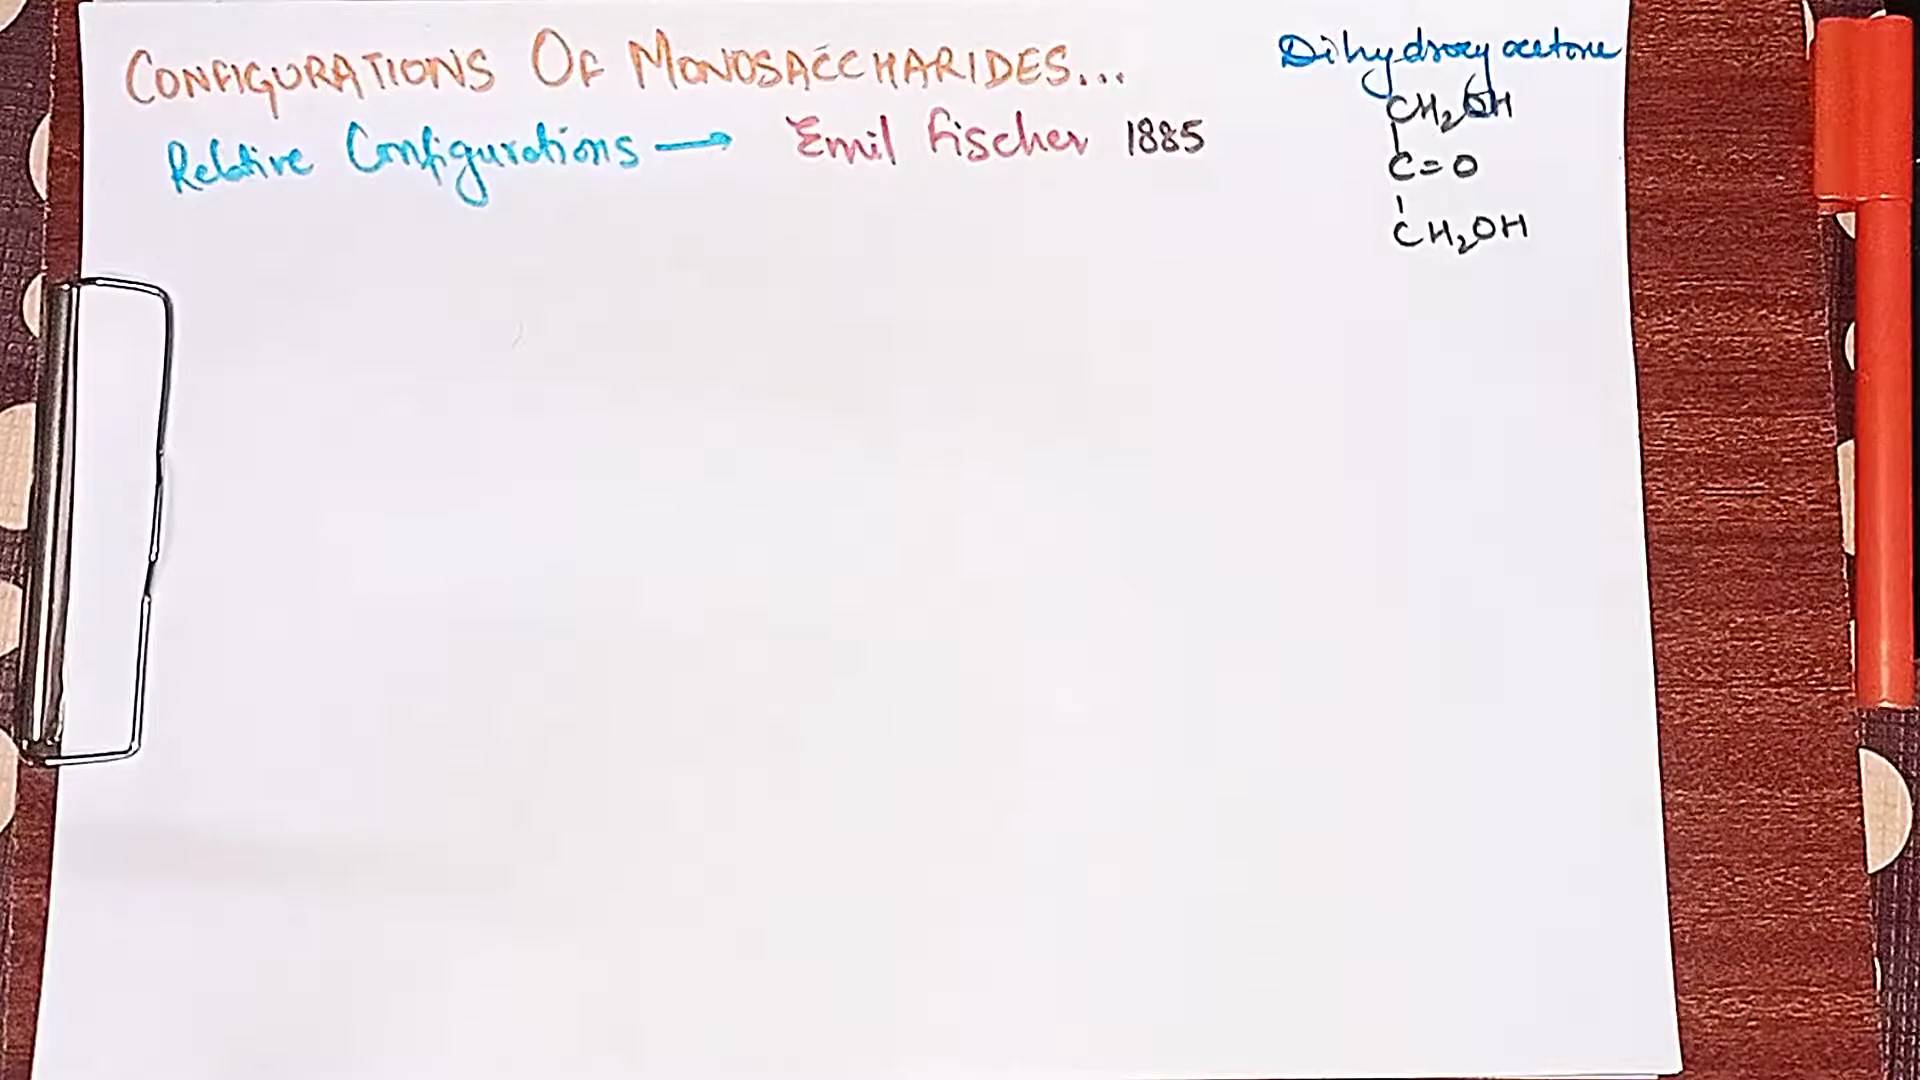 CONFIGURATIONS OF MONOSACCHARIDES...
Relative Configurations → Emil Fischer 1885
Dihydroxy acetone
CH₂OH
C=O
CH₂OH